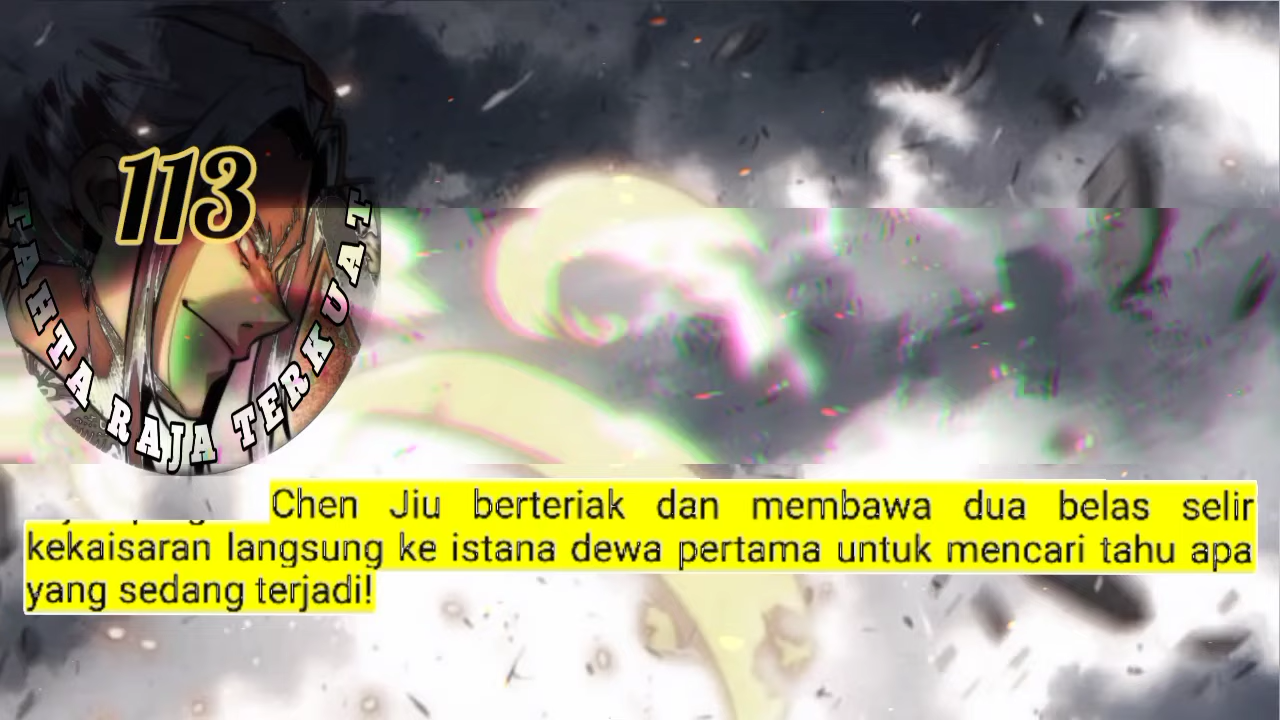 113
TAHTA RAJA TERKUAT
Chen Jiu berteriak dan membawa dua belas selir
kekaisaran langsung ke istana dewa pertama untuk mencari tahu apa
yang sedang terjadi!